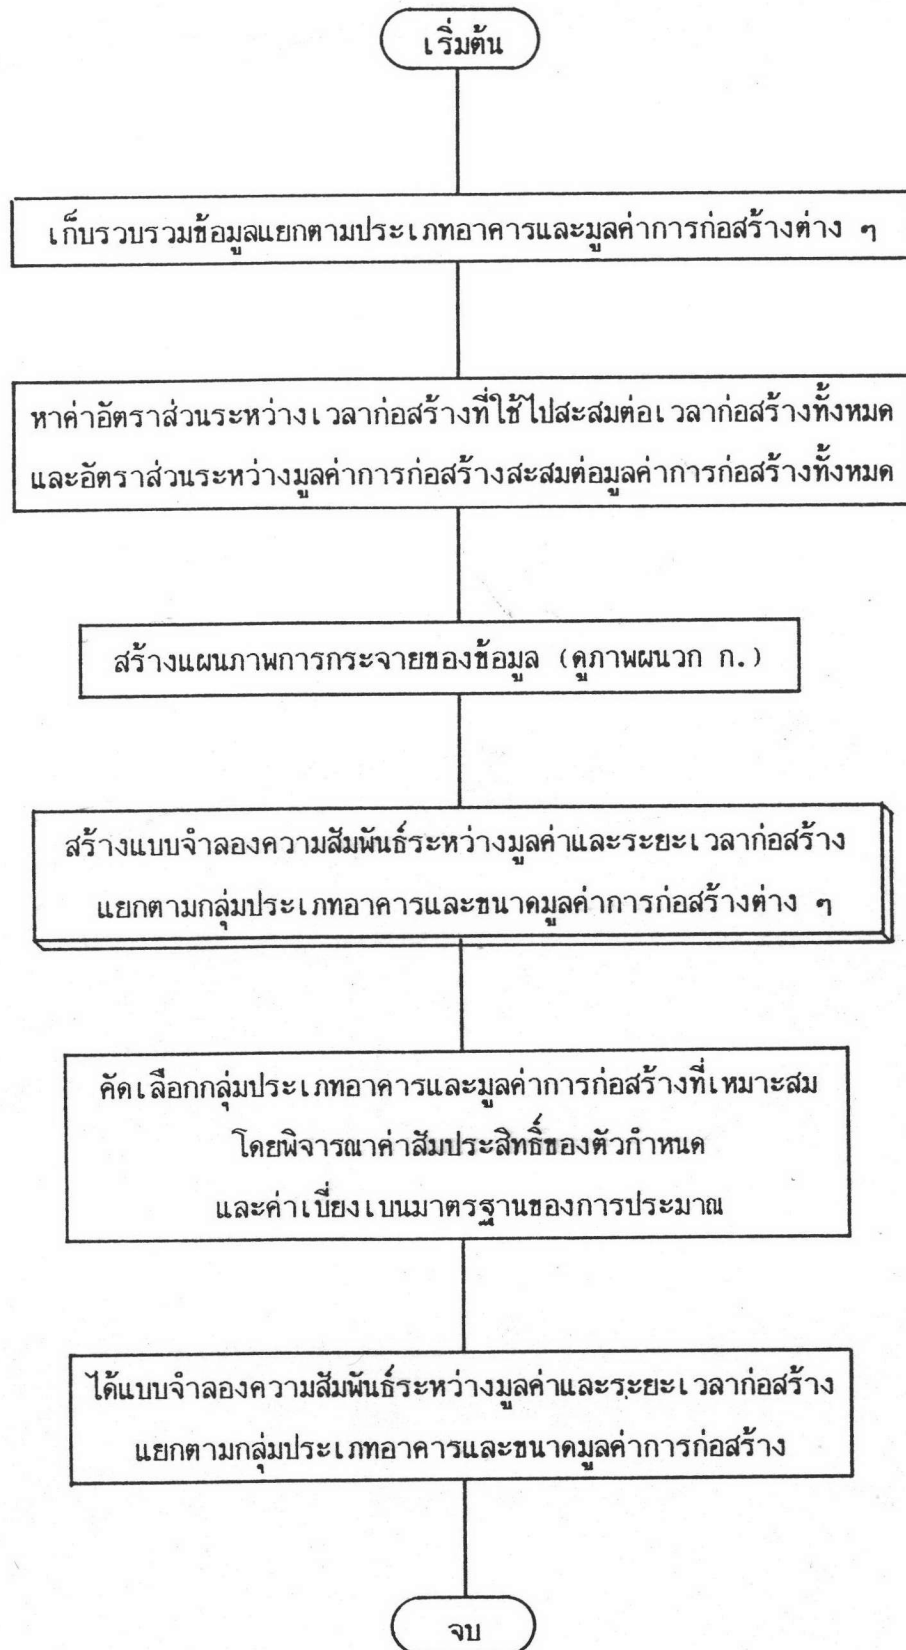 เริ่มต้น
เก็บรวบรวมข้อมูลแยกตามประเภทอาคารและมูลค่าการก่อสร้างต่าง ๆ
หาค่าอัตราส่วนระหว่างเวลาก่อสร้างที่ใช้ไปสะสมต่อเวลาก่อสร้างทั้งหมด
และอัตราส่วนระหว่างมูลค่าการก่อสร้างสะสมต่อมูลค่าการก่อสร้างทั้งหมด
สร้างแผนภาพการกระจายของข้อมูล (ดูภาพผนวก ก.)
สร้างแบบจำลองความสัมพันธ์ระหว่างมูลค่าและระยะเวลาก่อสร้าง
แยกตามกลุ่มประเภทอาคารและขนาดมูลค่าการก่อสร้างต่าง ๆ
คัดเลือกกลุ่มประเภทอาคารและมูลค่าการก่อสร้างที่เหมาะสม
โดยพิจารณาค่าสัมประสิทธิ์ของตัวกำหนด
และค่าเบี่ยงเบนมาตรฐานของการประมาณ
ได้แบบจำลองความสัมพันธ์ระหว่างมูลค่าและระยะเวลาก่อสร้าง
แยกตามกลุ่มประเภทอาคารและขนาดมูลค่าการก่อสร้าง
จบ